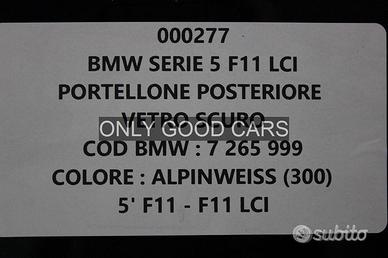 000277
BMW SERIE 5 F11 LCI
PORTELLONE POSTERIORE
VETRO SCURO
ONLY GOOD CARS
COD BMW : 7 265 999
COLORE : ALPINWEISS (300)
5' F11 - F11 LCI
subito